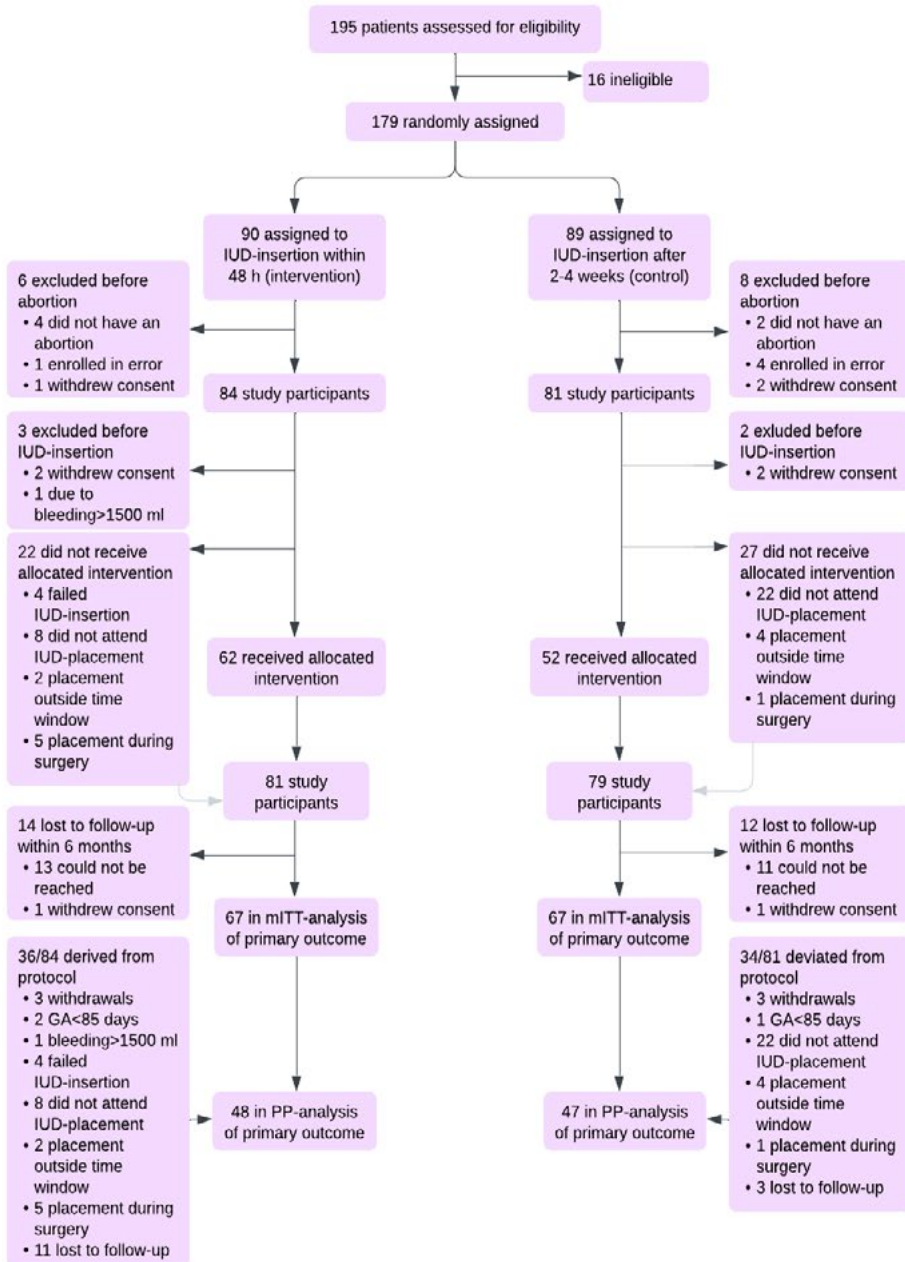 195 patients assessed for eligibility
16 ineligible
179 randomly assigned
90 assigned to
IUD-insertion within
48 h (intervention)
89 assigned to
IUD-insertion after
2-4 weeks (control)
6 excluded before
abortion
• 4 did not have an
abortion
• 1 enrolled in error
• 1 withdrew consent
8 excluded before
abortion
• 2 did not have an
abortion
• 4 enrolled in error
• 2 withdrew consent
84 study participants
81 study participants
3 excluded before
IUD-insertion
• 2 withdrew consent
• 1 due to
bleeding>1500 ml
2 exluded before
IUD-insertion
• 2 withdrew consent
22 did not receive
allocated intervention
• 4 failed
IUD-insertion
• 8 did not attend
IUD-placement
• 2 placement
outside time
window
• 5 placement during
surgery
27 did not receive
allocated intervention
• 22 did not attend
IUD-placement
• 4 placement
outside time
window
• 1 placement during
surgery
62 received allocated
intervention
52 received allocated
intervention
81 study
participants
79 study
participants
14 lost to follow-up
within 6 months
• 13 could not be
reached
• 1 withdrew consent
12 lost to follow-up
within 6 months
• 11 could not be
reached
• 1 withdrew consent
67 in mITT-analysis
of primary outcome
67 in mITT-analysis
of primary outcome
36/84 derived from
protocol
• 3 withdrawals
• 2 GA<85 days
• 1 bleeding>1500 ml
• 4 failed
IUD-insertion
• 8 did not attend
IUD-placement
• 2 placement
outside time
window
• 5 placement during
surgery
• 11 lost to follow-up
34/81 deviated from
protocol
• 3 withdrawals
• 1 GA<85 days
• 22 did not attend
IUD-placement
• 4 placement
outside time
window
• 1 placement during
surgery
• 3 lost to follow-up
48 in PP-analysis
of primary outcome
47 in PP-analysis
of primary outcome